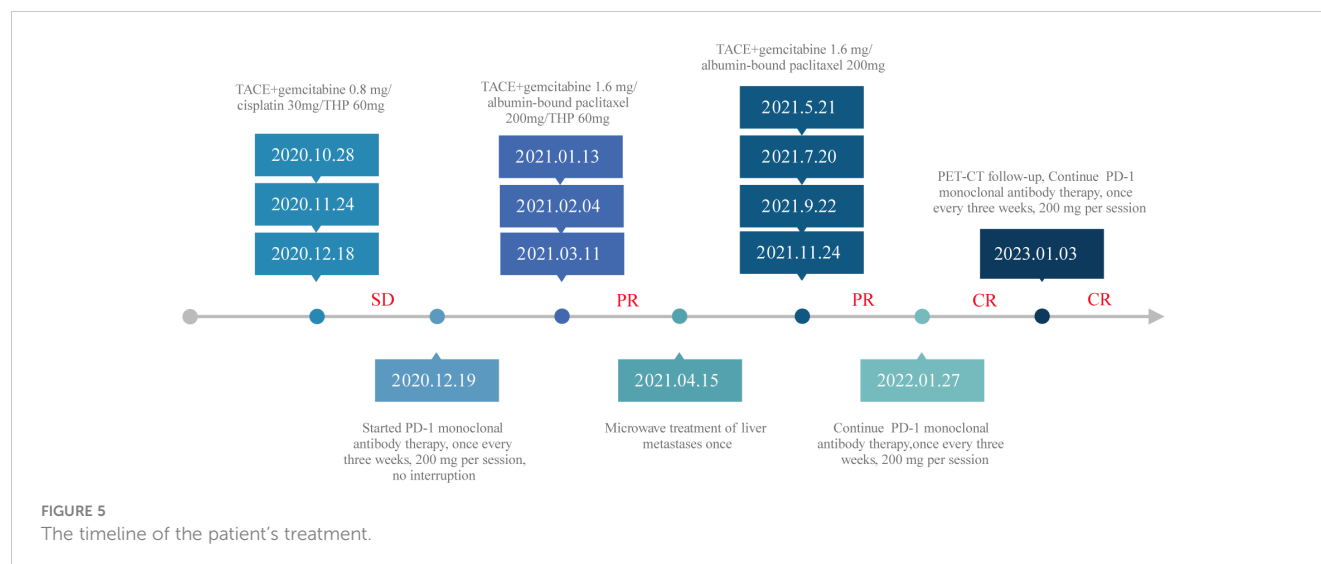 TACE+gemcitabine 0.8 mg/
cisplatin 30mg/THP 60mg
2020.10.28
2020.11.24
2020.12.18
TACE+gemcitabine 1.6 mg/
albumin-bound paclitaxel
200mg/THP 60mg
2021.01.13
2021.02.04
2021.03.11
TACE+gemcitabine 1.6 mg/
albumin-bound paclitaxel 200mg
2021.5.21
2021.7.20
2021.9.22
2021.11.24
PET-CT follow-up, Continue PD-1
monoclonal antibody therapy, once
every three weeks, 200 mg per session
2023.01.03
SD
PR
PR
CR
CR
2020.12.19
Started PD-1 monoclonal
antibody therapy, once every
three weeks, 200 mg per session,
no interruption
2021.04.15
Microwave treatment of liver
metastases once
2022.01.27
Continue PD-1 monoclonal
antibody therapy,once every three
weeks, 200 mg per session
FIGURE 5
The timeline of the patient's treatment.